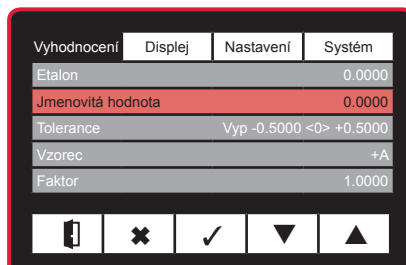 Vyhodnocení Displej Nastavení Systém
Etalon 0.0000
Jmenovitá hodnota 0.0000
Tolerance Vyp -0.5000 <0> +0.5000
Vzorec +A
Faktor 1.0000